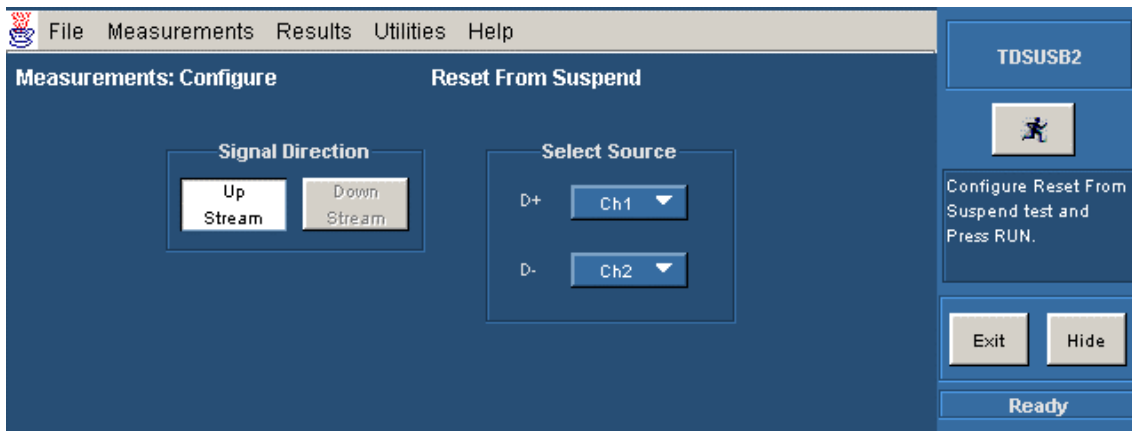 File Measurements Results Utilities Help
TDSUSB2
Measurements: Configure Reset From Suspend
Signal Direction
Up
Stream
Down
Stream
Select Source
D+ Ch1
D- Ch2
Configure Reset From
Suspend test and
Press RUN.
Exit Hide
Ready